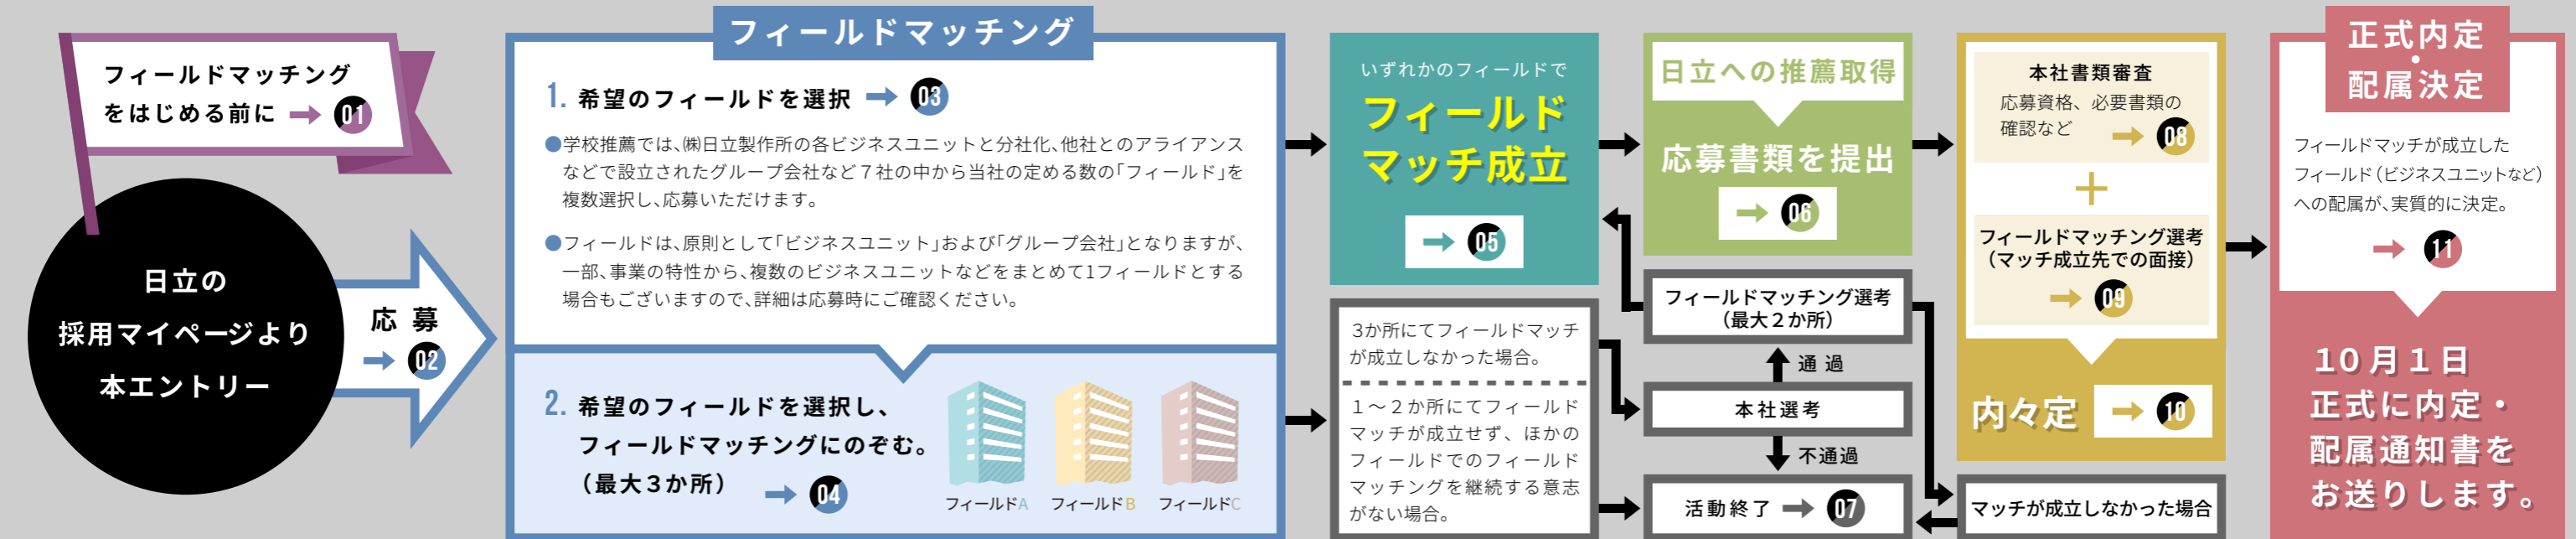 フィールドマッチング
をはじめる前に → 01
日立の
採用マイページより
本エントリー
応募
→ 02
フィールドマッチング
1. 希望のフィールドを選択 → 03
●学校推薦では、㈱日立製作所の各ビジネスユニットと分社化、他社とのアライアンス
などで設立されたグループ会社など７社の中から当社の定める数の「フィールド」を
複数選択し、応募いただけます。
●フィールドは、原則として「ビジネスユニット」および「グループ会社」となりますが、
一部、事業の特性から、複数のビジネスユニットなどをまとめて1フィールドとする
場合もございますので、詳細は応募時にご確認ください。
2. 希望のフィールドを選択し、
フィールドマッチングにのぞむ。
（最大３か所） → 04
フィールドA フィールドB フィールドC
いずれかのフィールドで
フィールド
マッチ成立
→ 05
３か所にてフィールドマッチ
が成立しなかった場合。
１〜２か所にてフィールド
マッチが成立せず、ほかの
フィールドでのフィールド
マッチングを継続する意志
がない場合。
日立への推薦取得
応募書類を提出
→ 06
フィールドマッチング選考
（最大２か所）
通過
本社選考
不通過
活動終了 → 07
本社書類審査
応募資格、必要書類の
確認など → 08
＋
フィールドマッチング選考
（マッチ成立先での面接）
→ 09
内々定 → 10
マッチが成立しなかった場合
正式内定
・
配属決定
フィールドマッチが成立した
フィールド（ビジネスユニットなど）
への配属が、実質的に決定。
→ 11
１０月１日
正式に内定・
配属通知書を
お送りします。